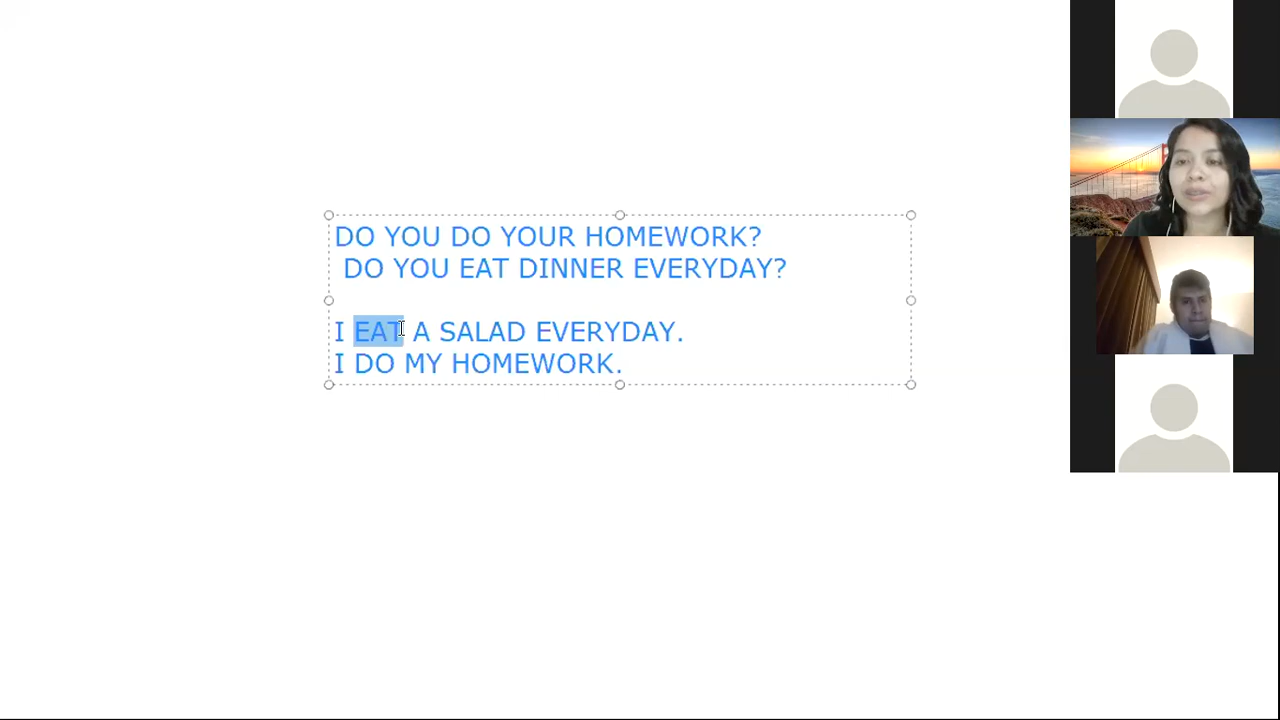 DO YOU DO YOUR HOMEWORK?
DO YOU EAT DINNER EVERYDAY?
I EAT A SALAD EVERYDAY.
I DO MY HOMEWORK.